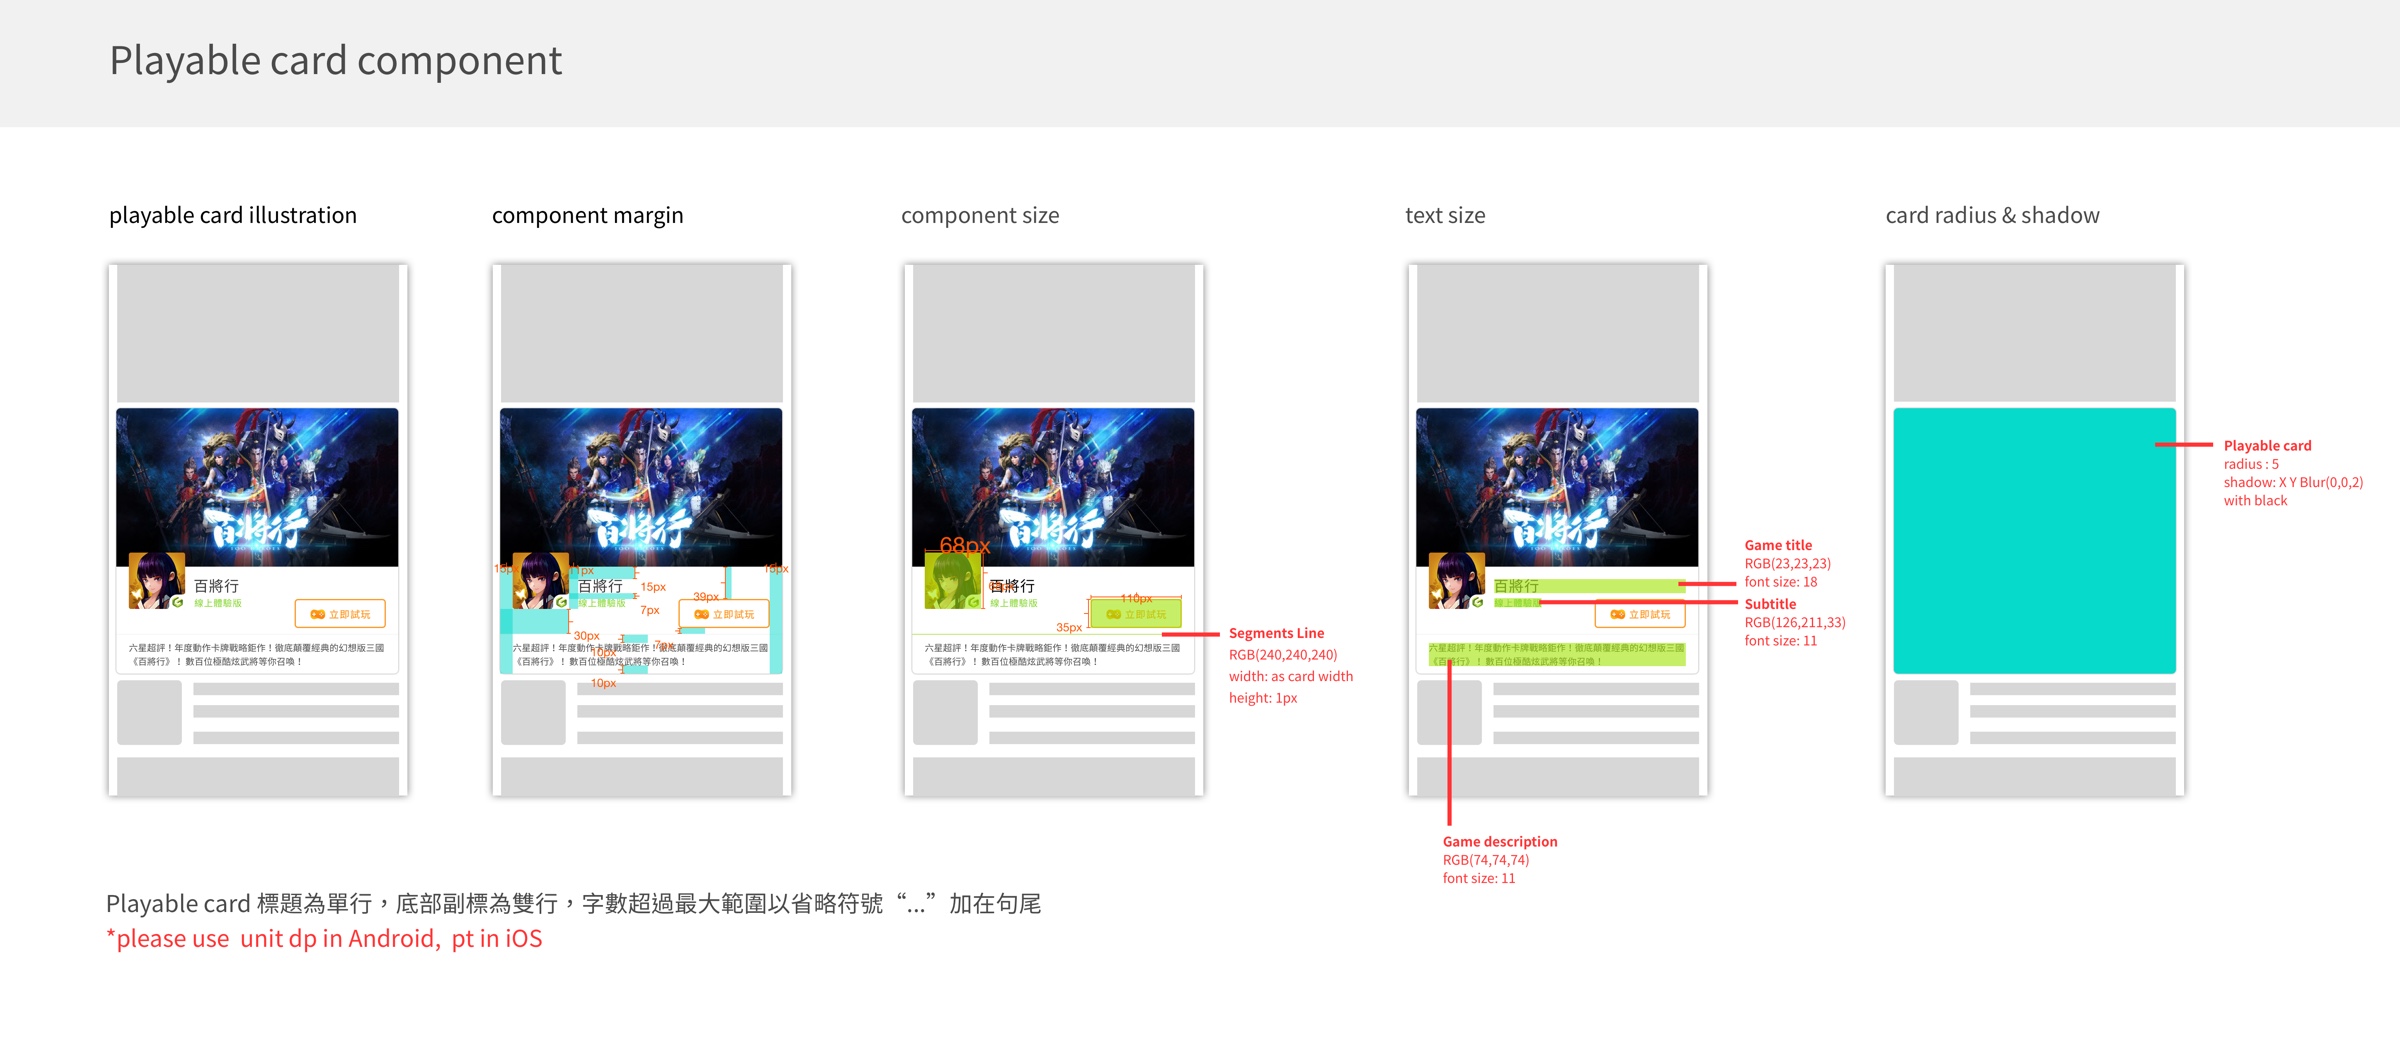 Playable card component
playable card illustration
component margin
component size
text size
card radius & shadow
百將行
百將行
線上體驗版
立即試玩
六星超評！年度動作卡牌戰略鉅作！徹底顛覆經典的幻想版三國
《百將行》！ 數百位極酷炫武將等你召喚！
百將行
15px
11px
15px
百將行
15px
線上體驗版
39px
7px
立即試玩
30px
7px
六星超評！年度動作卡牌戰略鉅作！徹底顛覆經典的幻想版三國
10px
《百將行》！ 數百位極酷炫武將等你召喚！
10px
百將行
68px
百將行
線上體驗版
110px
立即試玩
35px
六星超評！年度動作卡牌戰略鉅作！徹底顛覆經典的幻想版三國
《百將行》！ 數百位極酷炫武將等你召喚！
Segments Line
RGB(240,240,240)
width: as card width
height: 1px
百將行
百將行
線上體驗版
立即試玩
六星超評！年度動作卡牌戰略鉅作！徹底顛覆經典的幻想版三國
《百將行》！ 數百位極酷炫武將等你召喚！
Game title
RGB(23,23,23)
font size: 18
Subtitle
RGB(126,211,33)
font size: 11
Game description
RGB(74,74,74)
font size: 11
Playable card
radius : 5
shadow: X Y Blur(0,0,2)
with black
Playable card 標題為單行，底部副標為雙行，字數超過最大範圍以省略符號“...”加在句尾
*please use  unit dp in Android,  pt in iOS